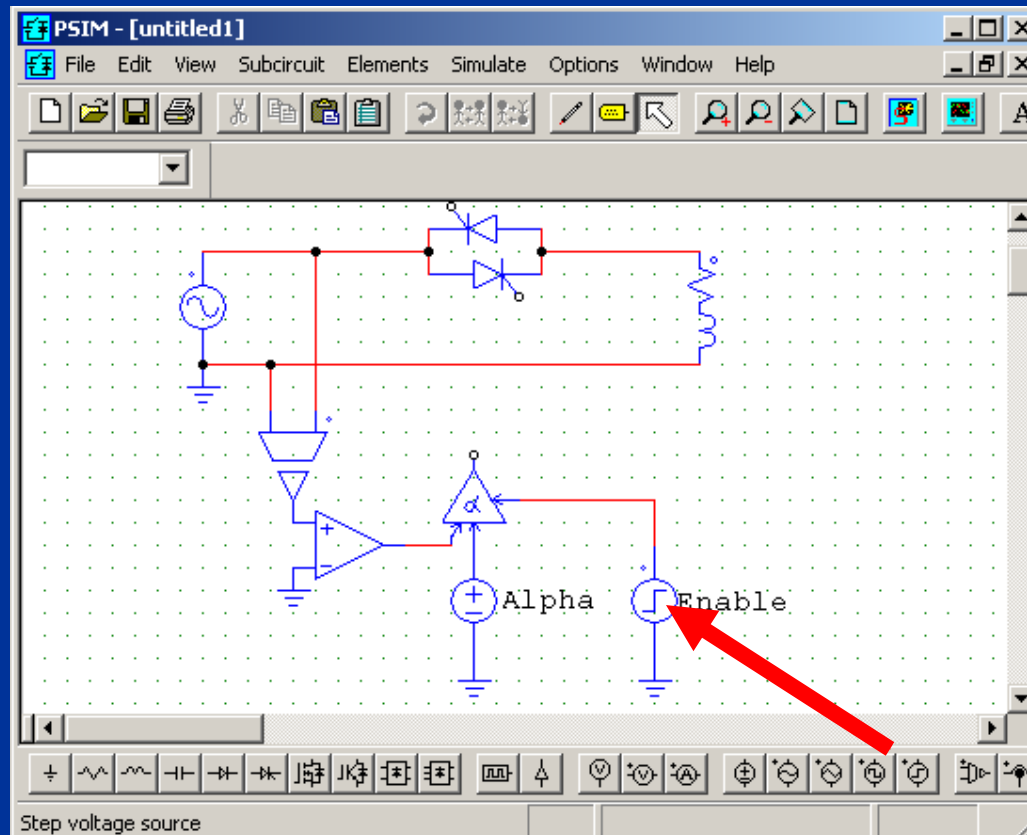 PSIM - [untitled1]
File Edit View Subcircuit Elements Simulate Options Window Help
A
α
+
−
+
−
Alpha
Enable
V
V
A
Step voltage source